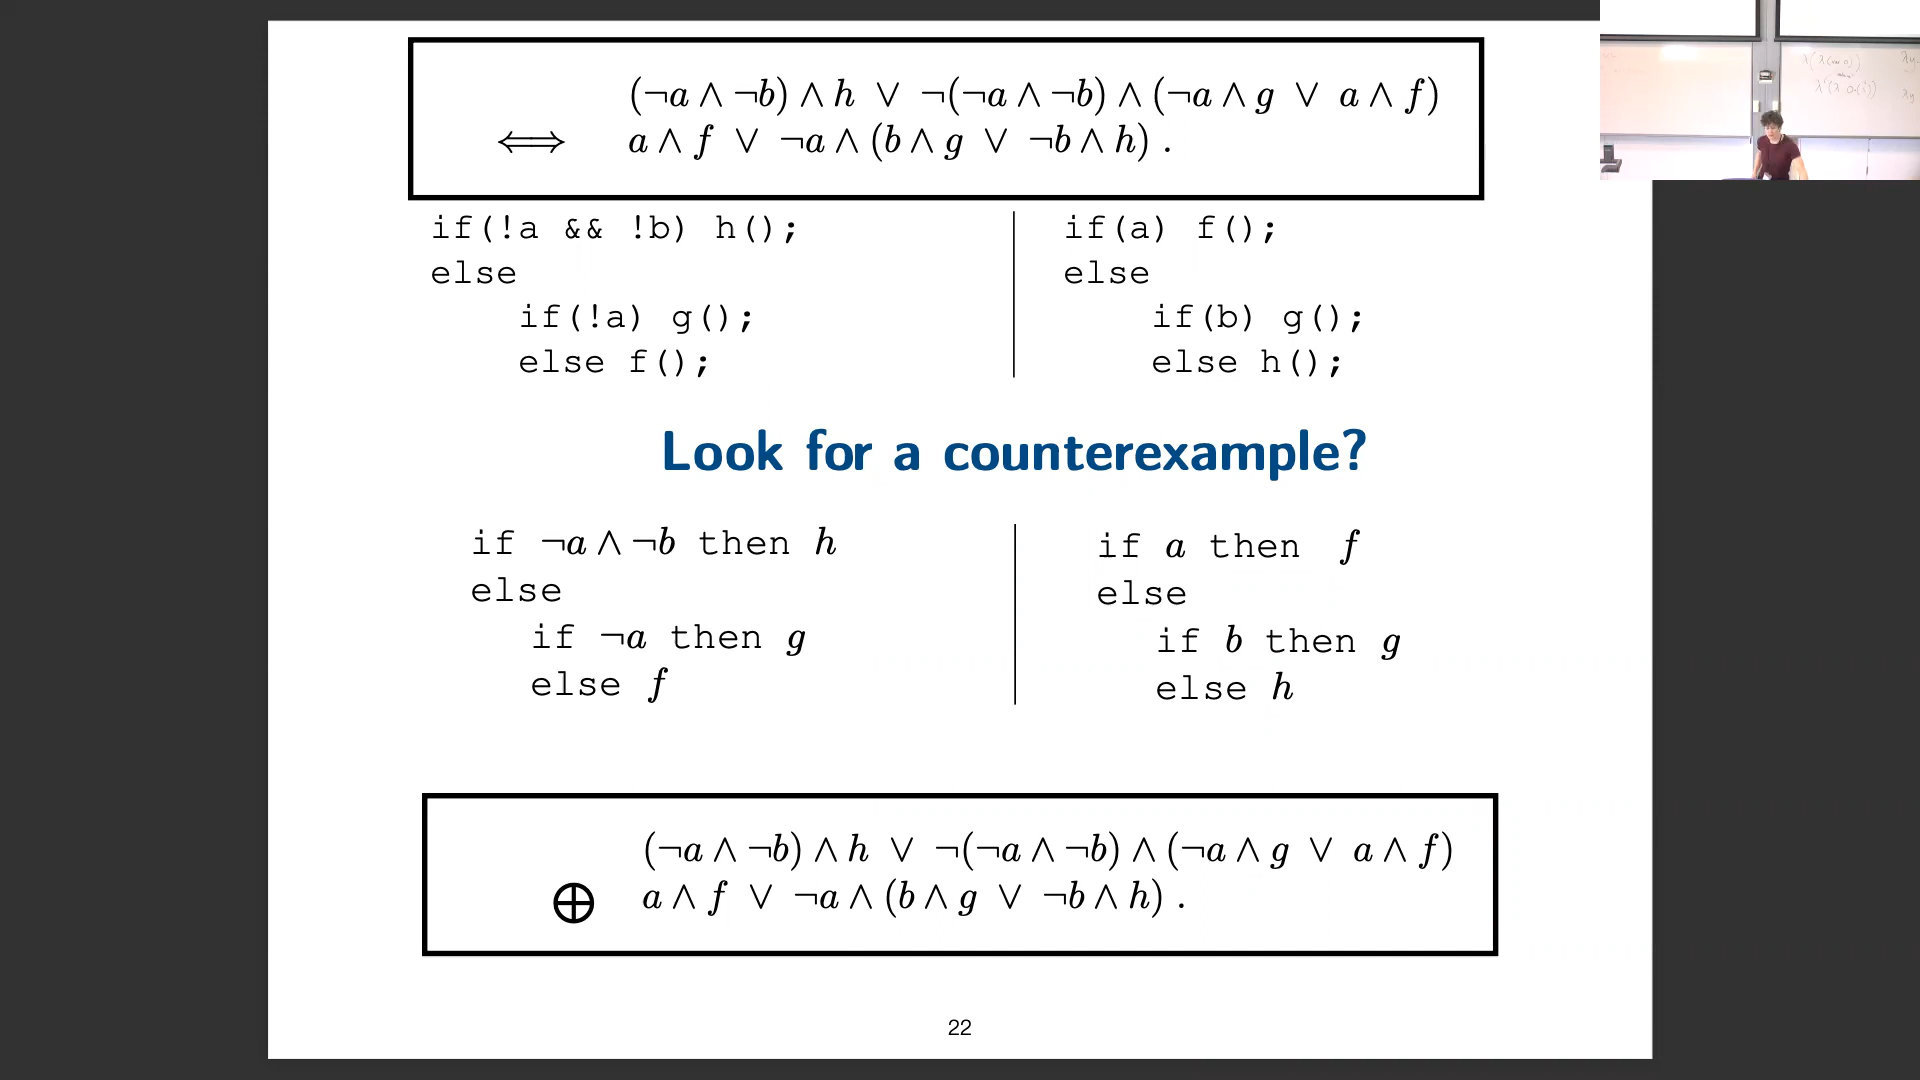 (¬a ∧ ¬b) ∧ h ∨ ¬(¬a ∧ ¬b) ∧ (¬a ∧ g ∨ a ∧ f)
⟺ a ∧ f ∨ ¬a ∧ (b ∧ g ∨ ¬b ∧ h) .
if(!a && !b) h();
else
if(!a) g();
else f();
if(a) f();
else
if(b) g();
else h();
Look for a counterexample?
if ¬a ∧ ¬b then h
else
if ¬a then g
else f
if a then f
else
if b then g
else h
(¬a ∧ ¬b) ∧ h ∨ ¬(¬a ∧ ¬b) ∧ (¬a ∧ g ∨ a ∧ f)
⊕ a ∧ f ∨ ¬a ∧ (b ∧ g ∨ ¬b ∧ h) .
22